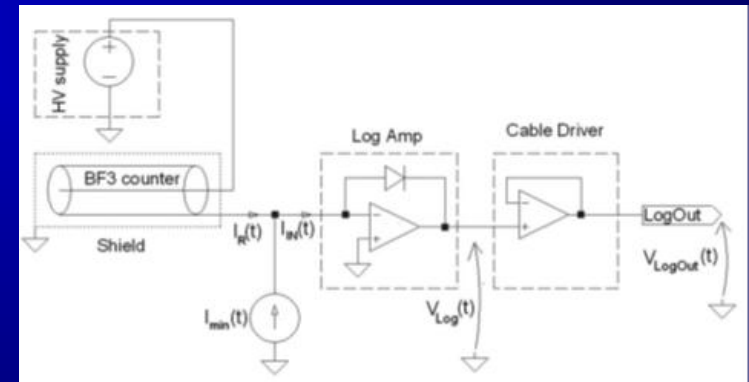 HV supply
BF3 counter
Shield
I_R(t)
I_IN(t)
I_min(t)
Log Amp
V_Log(t)
Cable Driver
LogOut
V_LogOut(t)